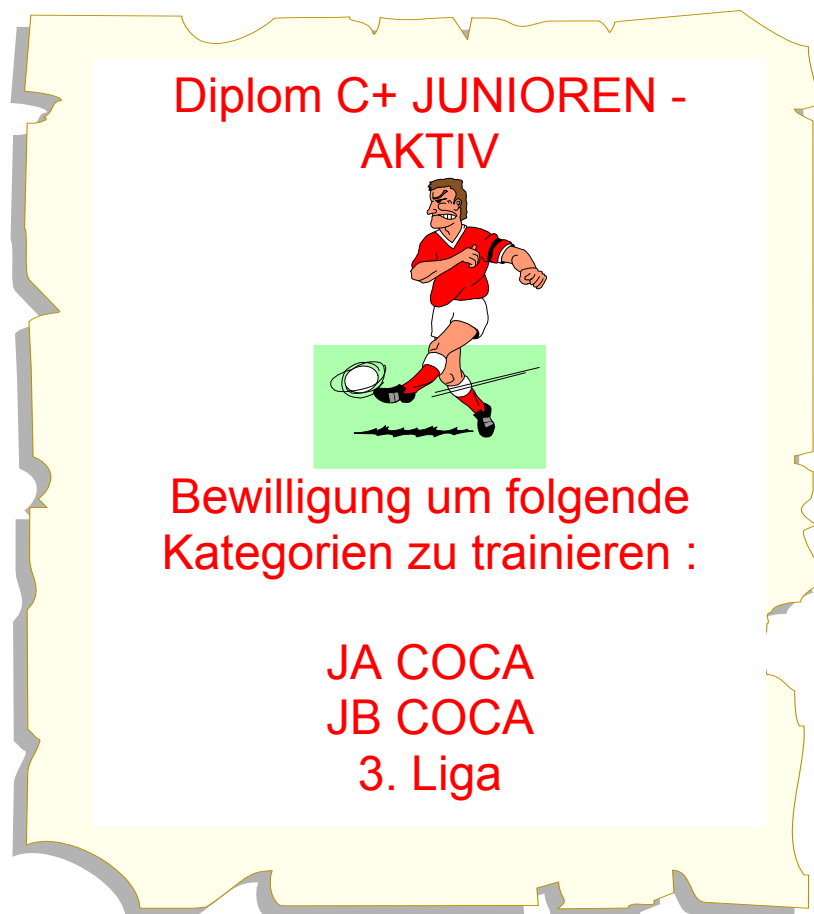 Diplom C+ JUNIOREN -
AKTIV
Bewilligung um folgende
Kategorien zu trainieren :
JA COCA
JB COCA
3. Liga